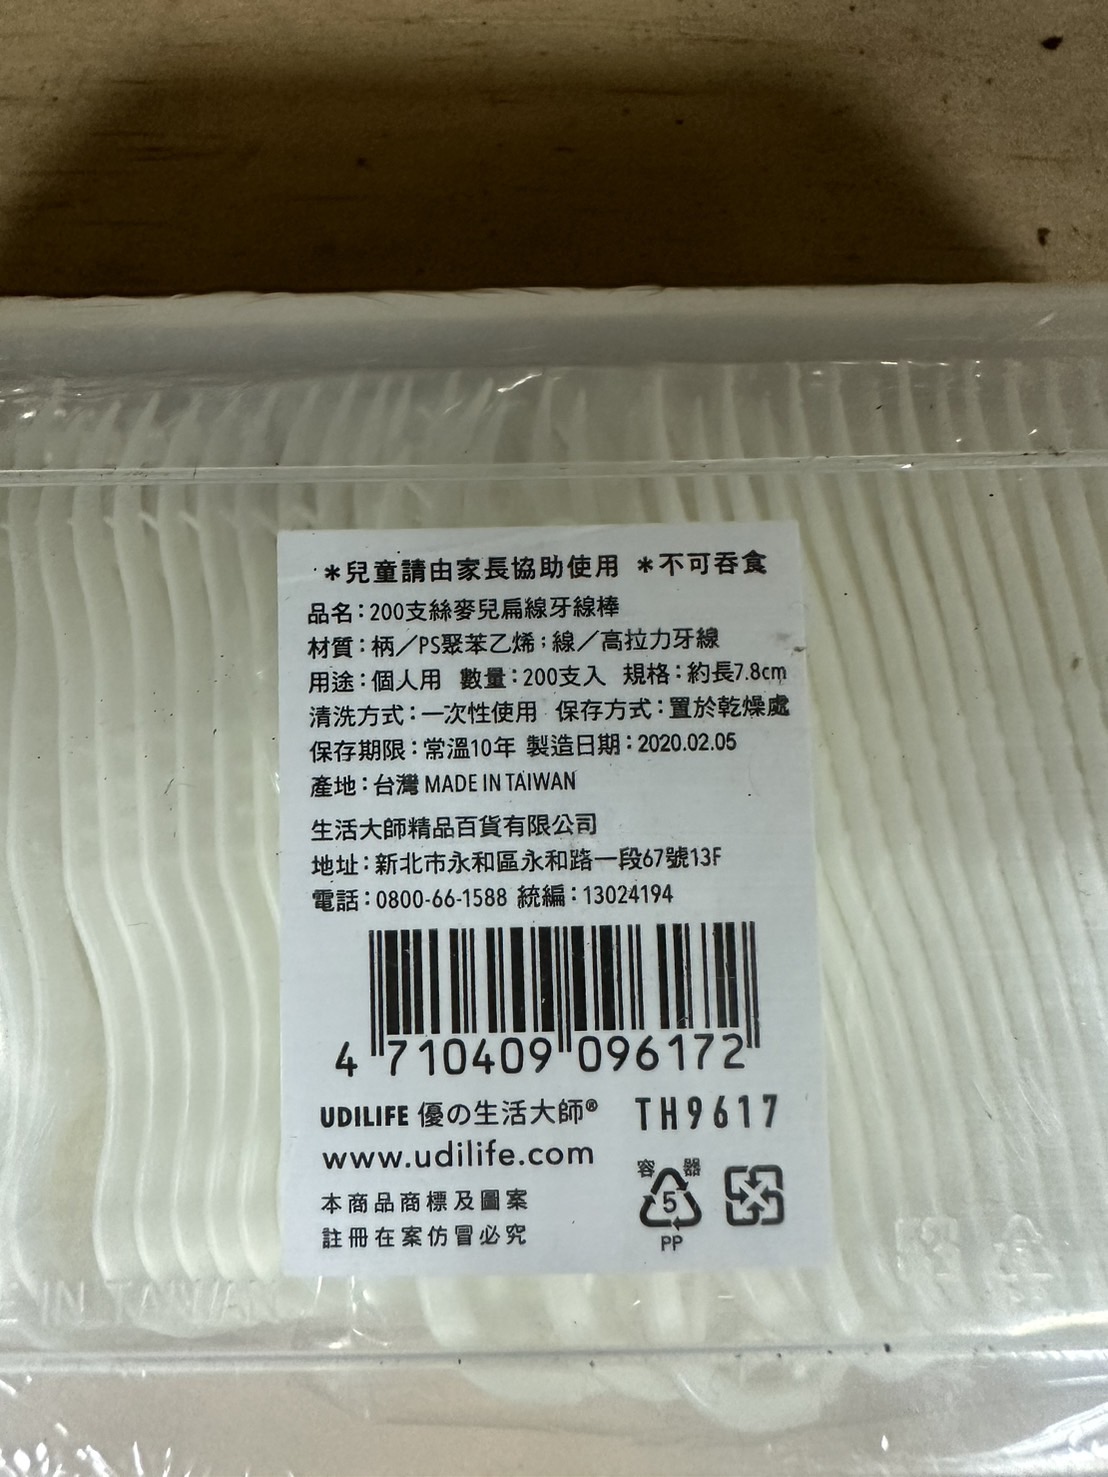 ＊兒童請由家長協助使用 ＊不可吞食
品名：200支絲麥兒扁線牙線棒
材質：柄／PS聚苯乙烯；線／高拉力牙線
用途：個人用 數量：200支入 規格：約長7.8cm
清洗方式：一次性使用 保存方式：置於乾燥處
保存期限：常溫10年 製造日期：2020.02.05
產地：台灣 MADE IN TAIWAN
生活大師精品百貨有限公司
地址：新北市永和區永和路一段67號13F
電話：0800-66-1588 統編：13024194
4 710409 096172
UDILIFE 優の生活大師® TH9617
www.udilife.com
容器
5
PP
本商品商標及圖案
註冊在案仿冒必究
IN TAIWAN